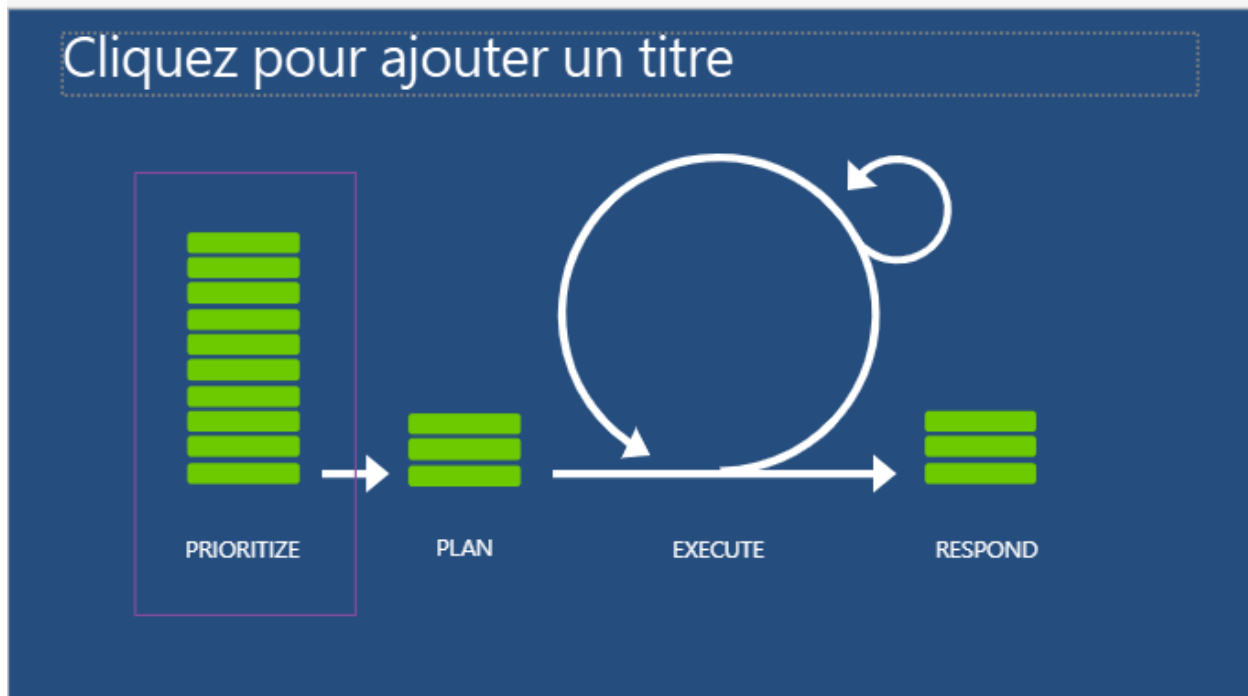 Cliquez pour ajouter un titre
PRIORITIZE
PLAN
EXECUTE
RESPOND